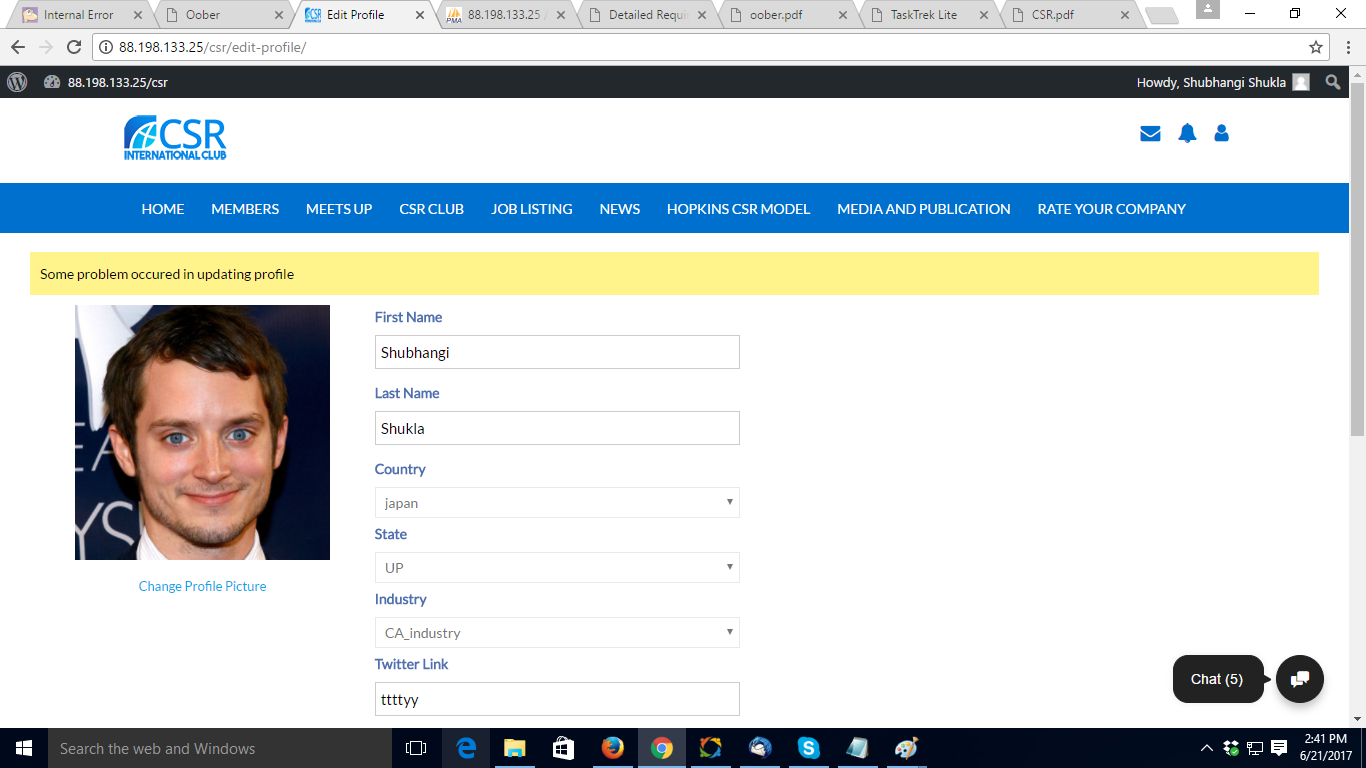 Internal Error
Oober
Edit Profile
PMA
88.198.133.25 /
Detailed Requi
oober.pdf
TaskTrek Lite
CSR.pdf
88.198.133.25/csr/edit-profile/
88.198.133.25/csr
Howdy, Shubhangi Shukla
CSR
INTERNATIONAL CLUB
HOME MEMBERS MEETS UP CSR CLUB JOB LISTING NEWS HOPKINS CSR MODEL MEDIA AND PUBLICATION RATE YOUR COMPANY
Some problem occured in updating profile
EA
YS
Change Profile Picture
First Name
Shubhangi
Last Name
Shukla
Country
japan
State
UP
Industry
CA_industry
Twitter Link
ttttyy
Chat (5)
Search the web and Windows
2:41 PM
6/21/2017